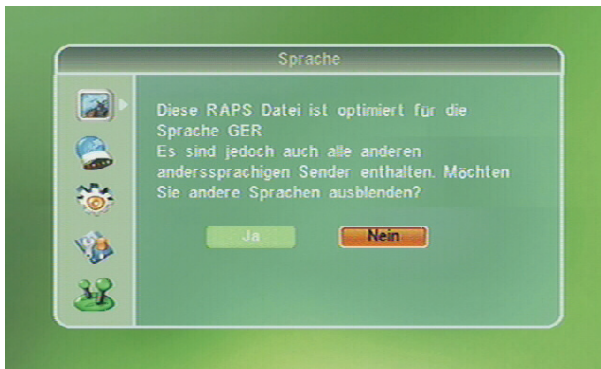 Sprache
Diese RAPS Datei ist optimiert für die
Sprache GER
Es sind jedoch auch alle anderen
anderssprachigen Sender enthalten. Möchten
Sie andere Sprachen ausblenden?
Ja Nein